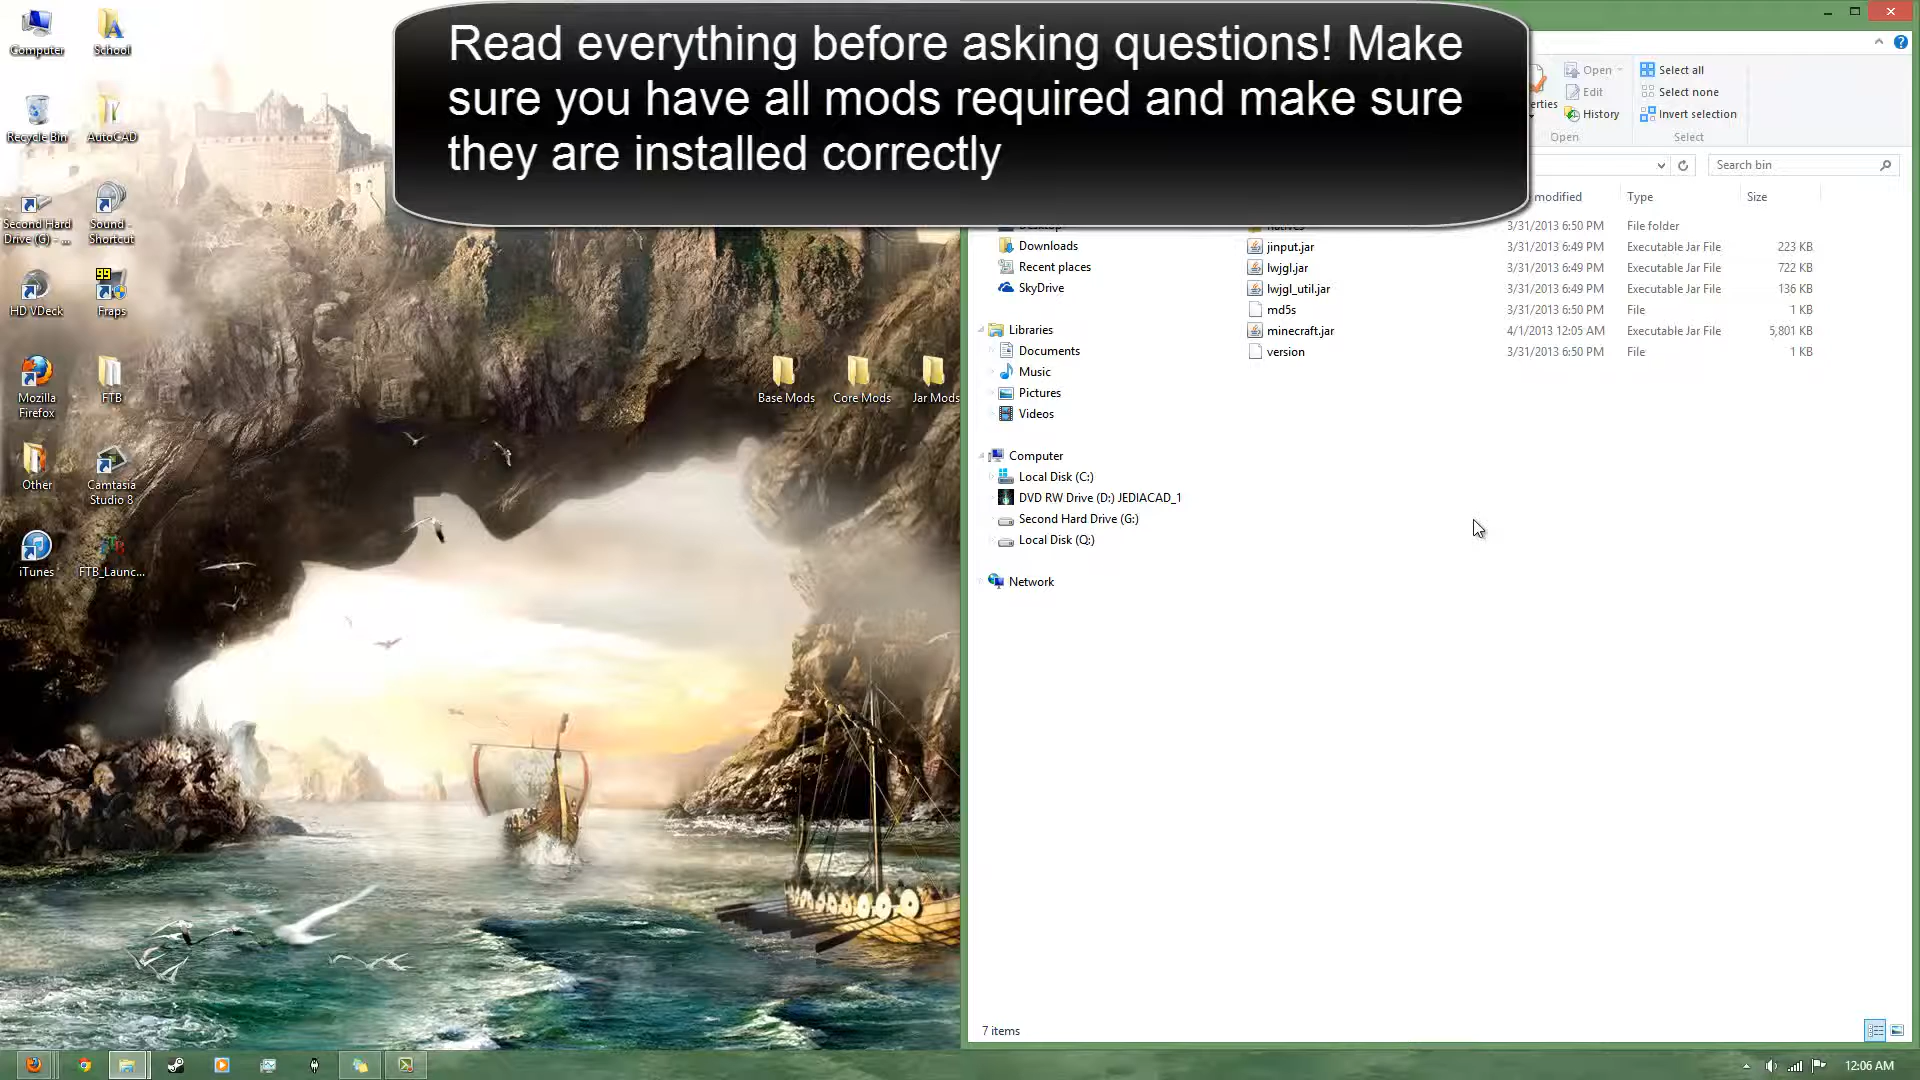 Read everything before asking questions! Make
sure you have all mods required and make sure
they are installed correctly
Computer
School
Recycle Bin
AutoCAD
Second Hard
Drive (G) - ...
Sound -
Shortcut
HD VDeck
99
Fraps
Mozilla
Firefox
FTB
Other
Camtasia
Studio 8
iTunes
FTB_Launc...
Base Mods
Core Mods
Jar Mods
Open
Select all
Edit
Select none
erties
History
Invert selection
Open
Select
Search bin
modified
Type
Size
Desktop
Downloads
Recent places
SkyDrive
Libraries
Documents
Music
Pictures
Videos
Computer
Local Disk (C:)
DVD RW Drive (D:) JEDIACAD_1
Second Hard Drive (G:)
Local Disk (Q:)
Network
natives 3/31/2013 6:50 PM File folder
jinput.jar 3/31/2013 6:49 PM Executable Jar File 223 KB
lwjgl.jar 3/31/2013 6:49 PM Executable Jar File 722 KB
lwjgl_util.jar 3/31/2013 6:49 PM Executable Jar File 136 KB
md5s 3/31/2013 6:50 PM File 1 KB
minecraft.jar 4/1/2013 12:05 AM Executable Jar File 5,801 KB
version 3/31/2013 6:50 PM File 1 KB
7 items
12:06 AM